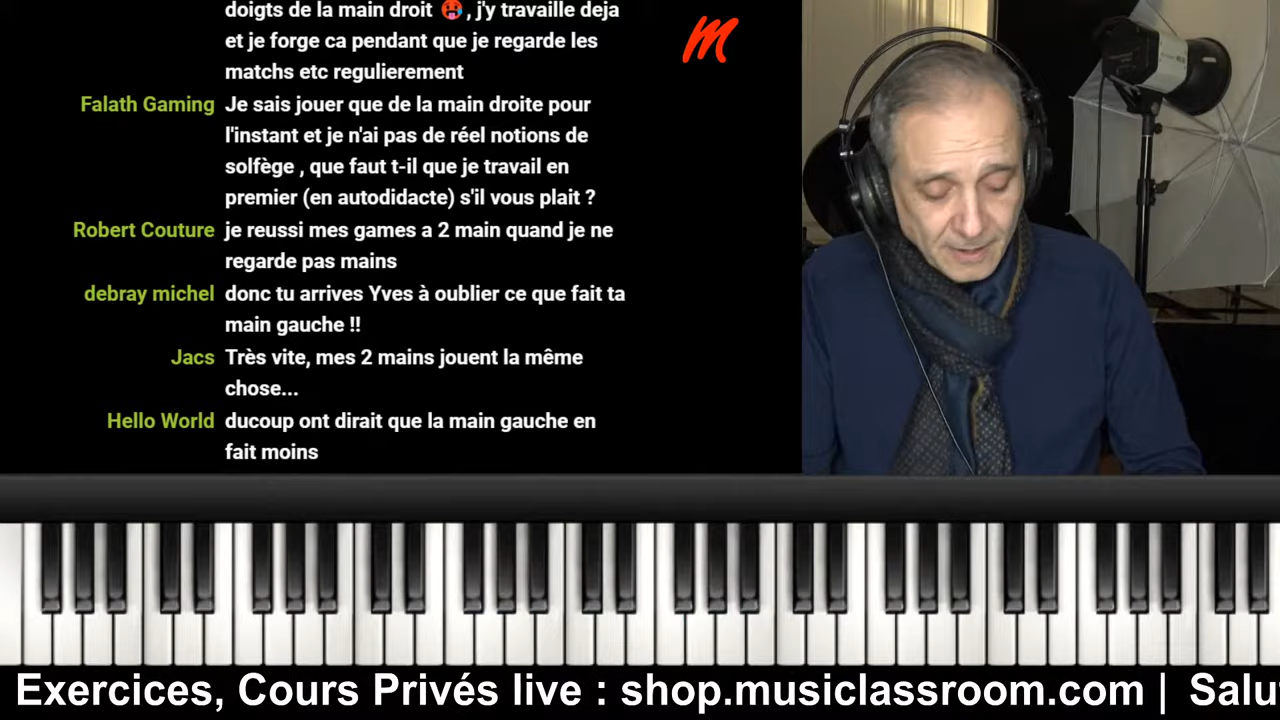 doigts de la main droit 🥵, j'y travaille deja
et je forge ca pendant que je regarde les
matchs etc regulierement
m
Falath Gaming Je sais jouer que de la main droite pour
l'instant et je n'ai pas de réel notions de
solfège , que faut t-il que je travail en
premier (en autodidacte) s'il vous plait ?
Robert Couture je reussi mes games a 2 main quand je ne
regarde pas mains
debray michel donc tu arrives Yves à oublier ce que fait ta
main gauche !!
Jacs Très vite, mes 2 mains jouent la même
chose...
Hello World ducoup ont dirait que la main gauche en
fait moins
Exercices, Cours Privés live : shop.musiclassroom.com | Salu